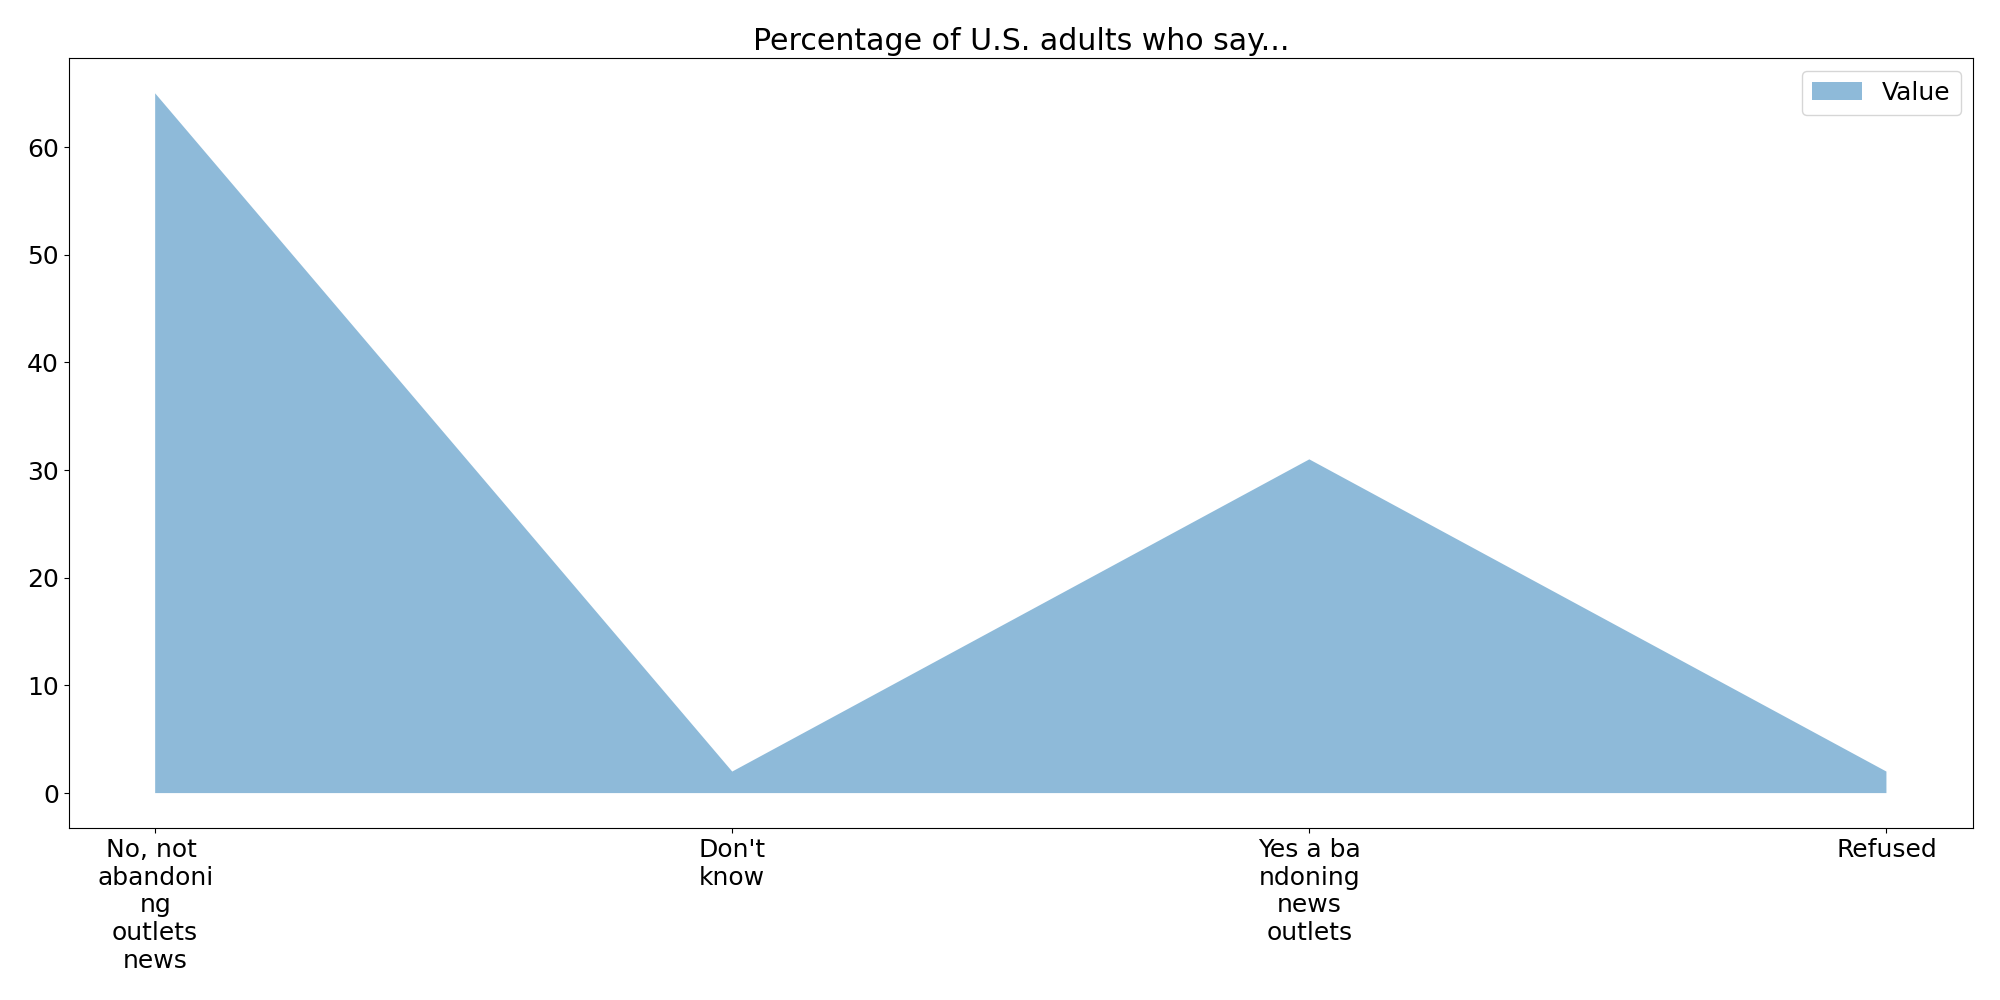 Percentage of U.S. adults who say...
Value
60
50
40
30
20
10
0
No, not
abandoni
ng
outlets
news
Don't
know
Yes a ba
ndoning
news
outlets
Refused